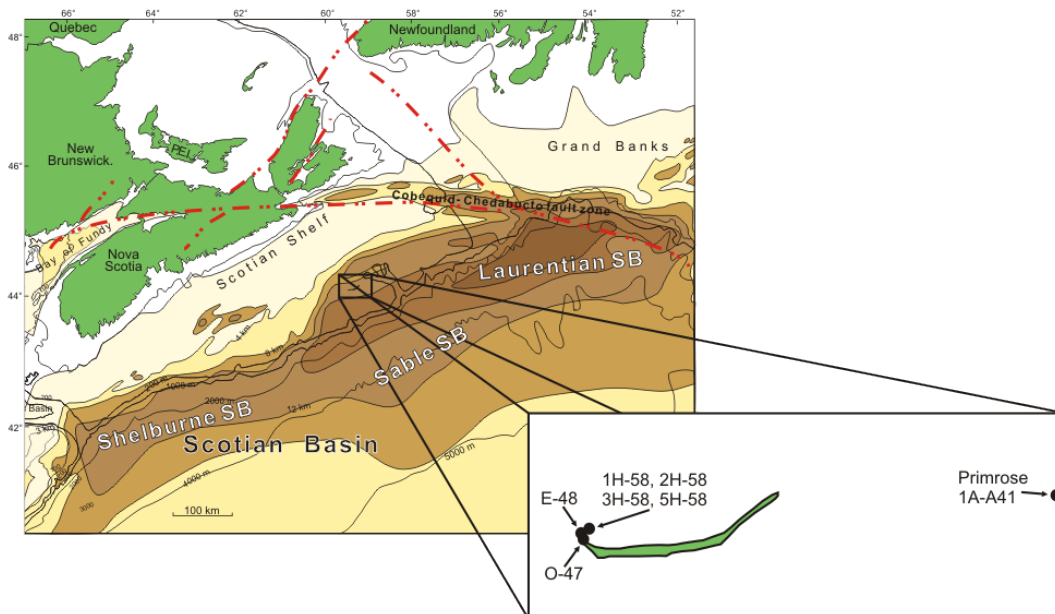 66° 64° 62° 60° 58° 56° 54° 52°
48°
Quebec
Newfoundland
46°
New
Brunswick.
PEI
Grand Banks
Cobequid-Chedabucto fault zone
Bay of Fundy
Nova
Scotia
Scotian Shelf
44°
Laurentian SB
4 km
8 km
Sable SB
200 m
1000 m
2000 m
12 km
200
Basin
42°
Shelburne SB
Scotian Basin
5000 m
4000 m
3000
100 km
1H-58, 2H-58
3H-58, 5H-58
E-48
O-47
Primrose
1A-A41